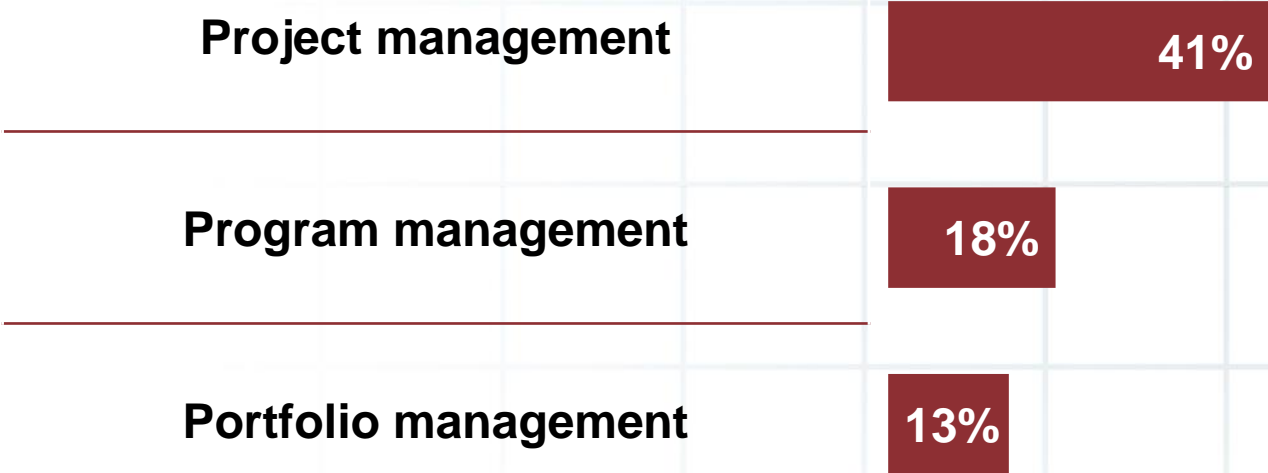 Project management 41%
Program management 18%
Portfolio management 13%